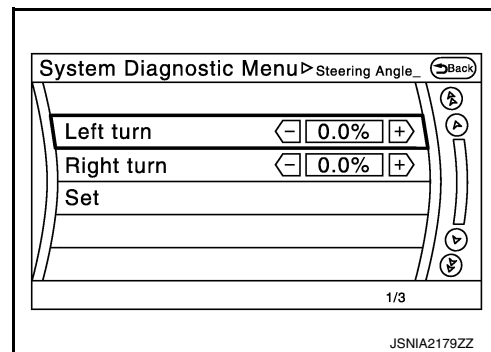 System Diagnostic Menu▷ Steering Angle_ Back
Left turn − 0.0% +
Right turn − 0.0% +
Set
1/3
JSNIA2179ZZ